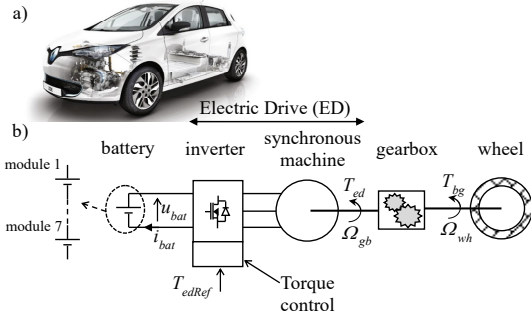 a)
Electric Drive (ED)
b)
battery
inverter
synchronous
machine
gearbox
wheel
module 1
module 7
u_bat
i_bat
T_ed
Ω_gb
T_bg
Ω_wh
T_edRef
Torque
control